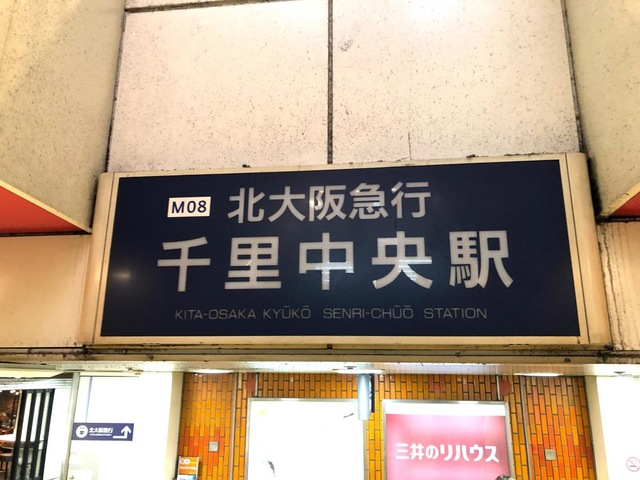 M08 北大阪急行
千里中央駅
KITA-OSAKA KYŪKŌ SENRI-CHŪŌ STATION
北大阪急行
三井のリハウス